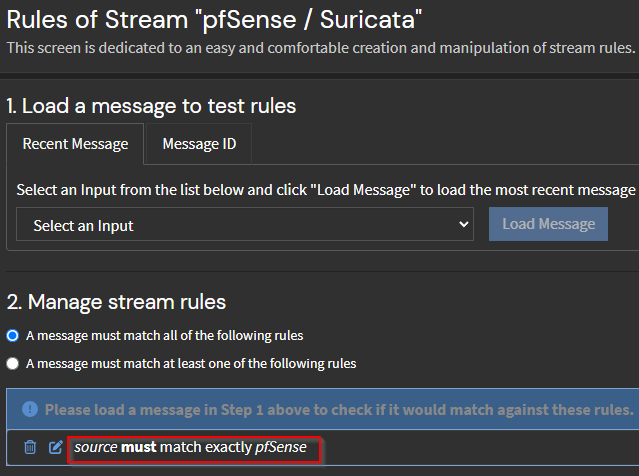 Rules of Stream "pfSense / Suricata"
This screen is dedicated to an easy and comfortable creation and manipulation of stream rules.
1. Load a message to test rules
Recent Message
Message ID
Select an Input from the list below and click "Load Message" to load the most recent message
Select an Input
Load Message
2. Manage stream rules
A message must match all of the following rules
A message must match at least one of the following rules
Please load a message in Step 1 above to check if it would match against these rules.
source must match exactly pfSense